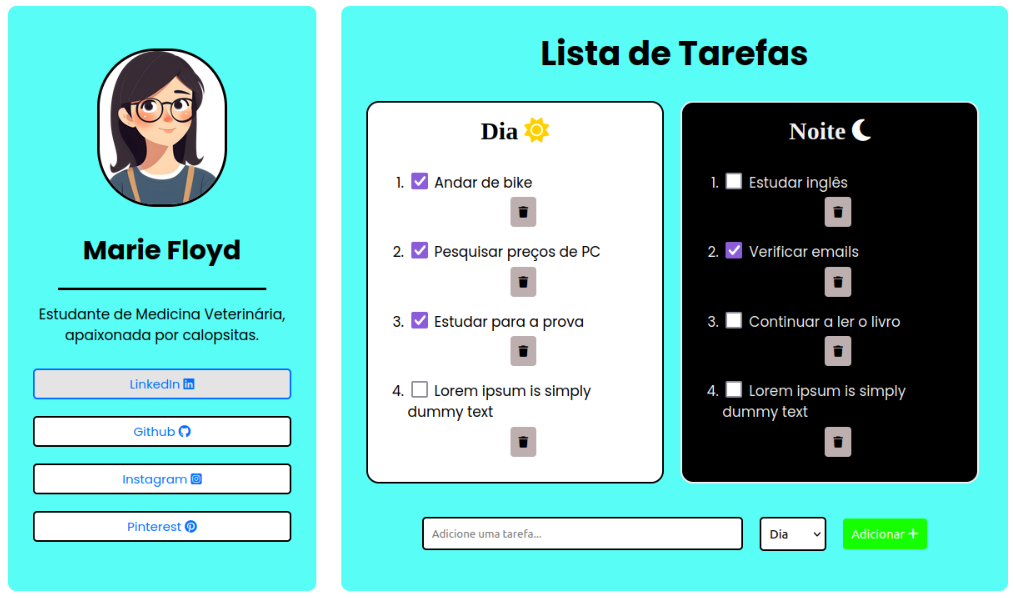 Marie Floyd
Estudante de Medicina Veterinária,
apaixonada por calopsitas.
LinkedIn
Github
Instagram
Pinterest
Lista de Tarefas
Dia
1. Andar de bike
2. Pesquisar preços de PC
3. Estudar para a prova
4. Lorem ipsum is simply
dummy text
Noite
1. Estudar inglês
2. Verificar emails
3. Continuar a ler o livro
4. Lorem ipsum is simply
dummy text
Adicione uma tarefa...
Dia
Adicionar